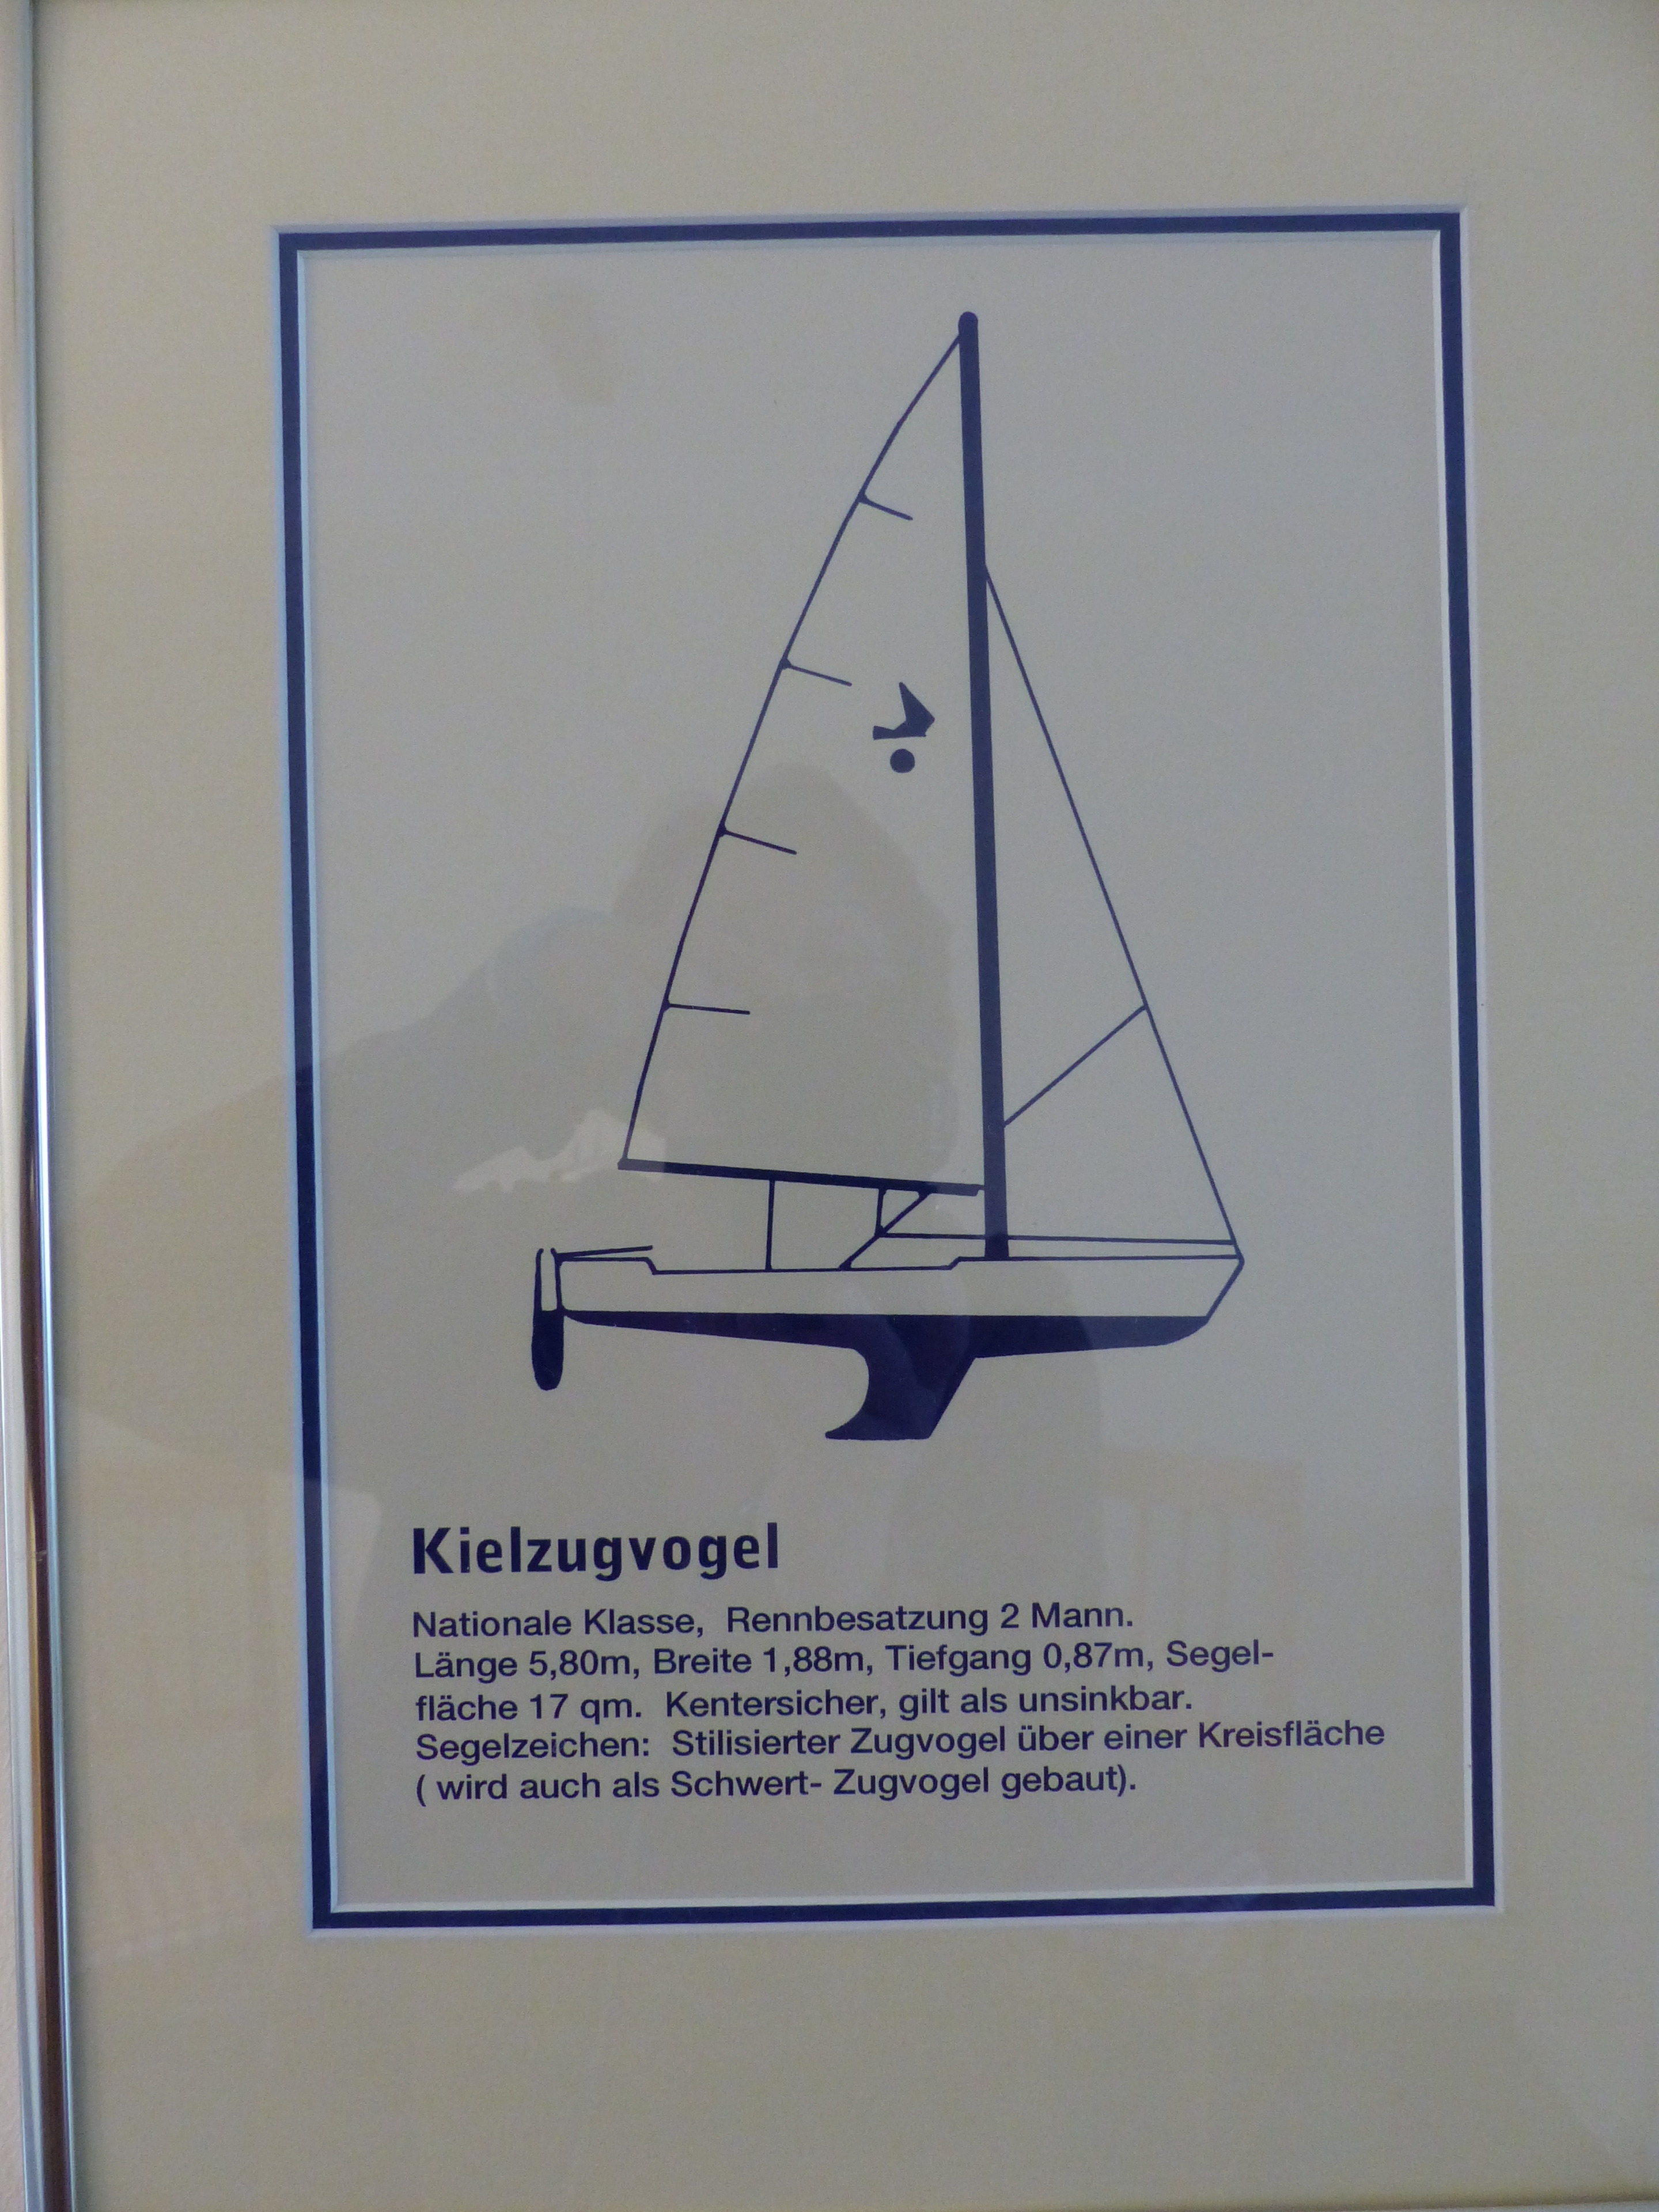 Kielzugvogel
Nationale Klasse, Rennbesatzung 2 Mann.
Länge 5,80m, Breite 1,88m, Tiefgang 0,87m, Segel-
fläche 17 qm. Kentersicher, gilt als unsinkbar.
Segelzeichen: Stilisierter Zugvogel über einer Kreisfläche
( wird auch als Schwert- Zugvogel gebaut).